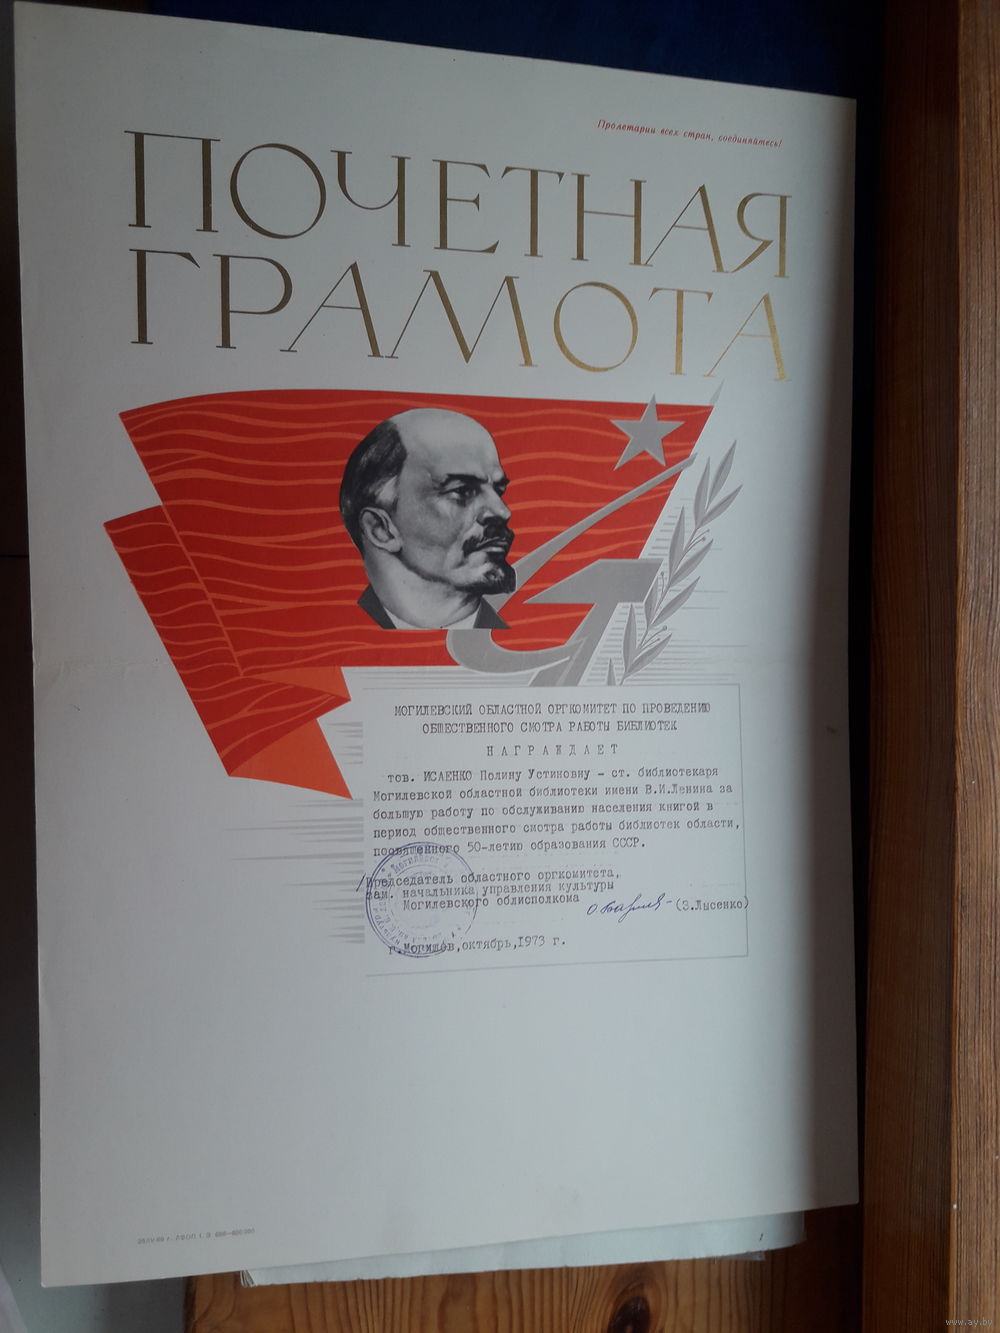 Пролетарии всех стран, соединяйтесь!
ПОЧЕТНАЯ
ГРАМОТА
МОГИЛЕВСКИЙ ОБЛАСТНОЙ ОРГКОМИТЕТ ПО ПРОВЕДЕНИЮ
ОБЩЕСТВЕННОГО СМОТРА РАБОТЫ БИБЛИОТЕК
НАГРАЖДАЕТ
тов. ИСАЕНКО Полину Устиновну - ст. библиотекаря
Могилевской областной библиотеки имени В.И.Ленина за
большую работу по обслуживанию населения книгой в
период общественного смотра работы библиотек области,
посвященного 50-летию образования СССР.
Председатель областного оргкомитета,
зам. начальника управления культуры
Могилевского облисполкома
(З.Лысенко)
г.Могилев,октябрь,1973 г.
www.ay.by